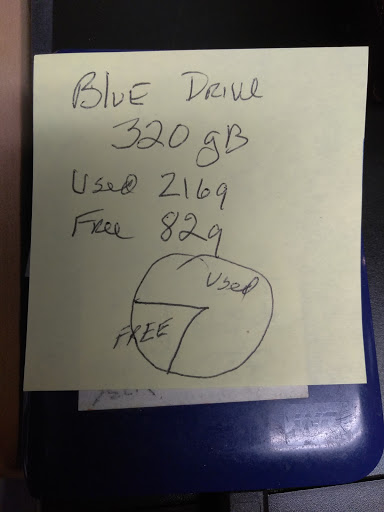 Blue Drive
320 gB
Used 216g
Free 82g
Used
FREE